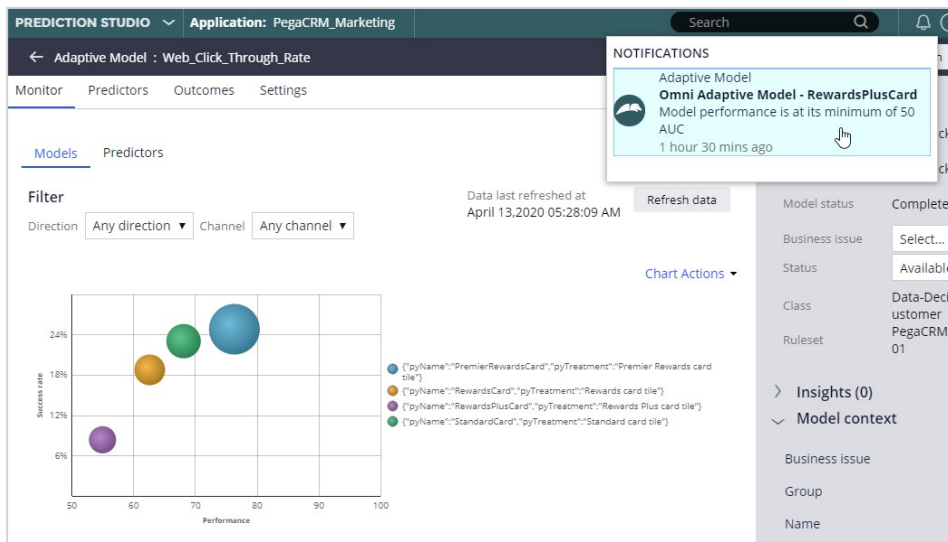 PREDICTION STUDIO
Application: PegaCRM_Marketing
Search
← Adaptive Model : Web_Click_Through_Rate
NOTIFICATIONS
Adaptive Model
Omni Adaptive Model - RewardsPlusCard
Model performance is at its minimum of 50
AUC
1 hour 30 mins ago
Monitor Predictors Outcomes Settings
Models Predictors
Filter
Direction Any direction Channel Any channel
Data last refreshed at
April 13,2020 05:28:09 AM
Refresh data
Chart Actions
24%
18%
12%
6%
Success rate
50 60 70 80 90 100
Performance
{"pyName":"PremierRewardsCard","pyTreatment":"Premier Rewards card
tile"}
{"pyName":"RewardsCard","pyTreatment":"Rewards card tile"}
{"pyName":"RewardsPlusCard","pyTreatment":"Rewards Plus card tile"}
{"pyName":"StandardCard","pyTreatment":"Standard card tile"}
Model status Complete
Business issue Select...
Status Available
Class Data-Deci
ustomer
Ruleset PegaCRM
01
Insights (0)
Model context
Business issue
Group
Name